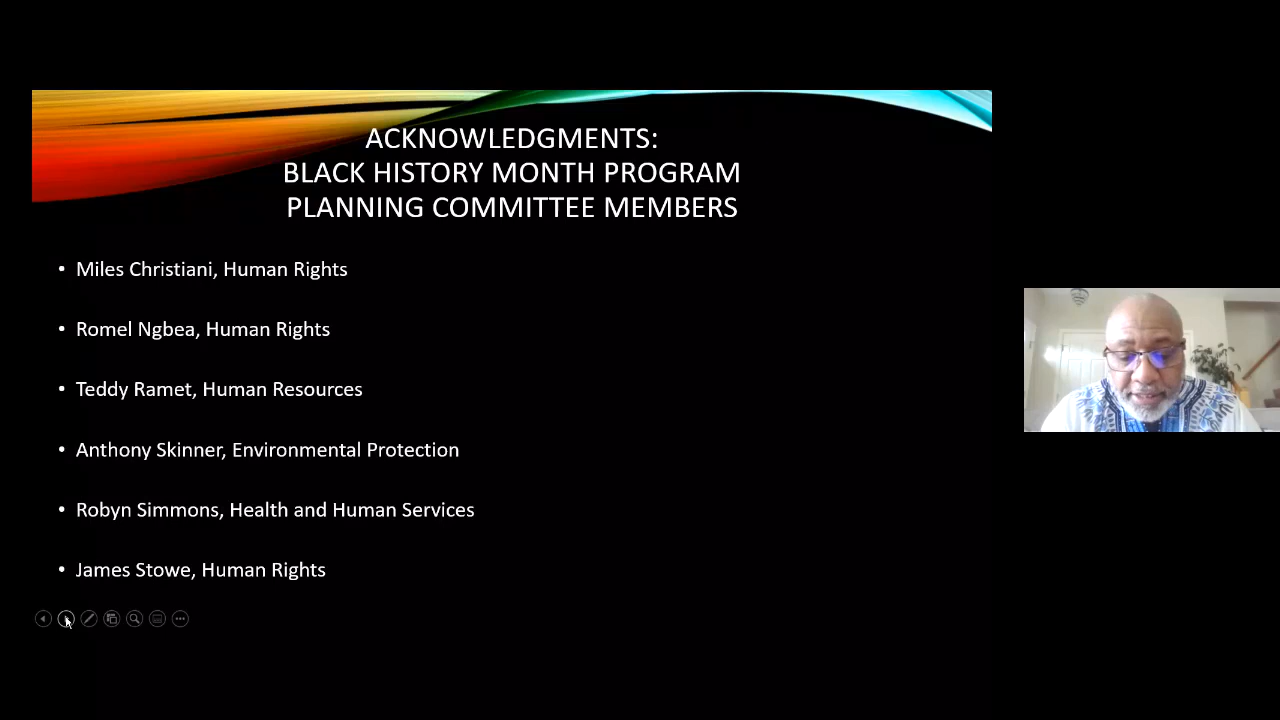 ACKNOWLEDGMENTS:
BLACK HISTORY MONTH PROGRAM
PLANNING COMMITTEE MEMBERS
• Miles Christiani, Human Rights
• Romel Ngbea, Human Rights
• Teddy Ramet, Human Resources
• Anthony Skinner, Environmental Protection
• Robyn Simmons, Health and Human Services
• James Stowe, Human Rights